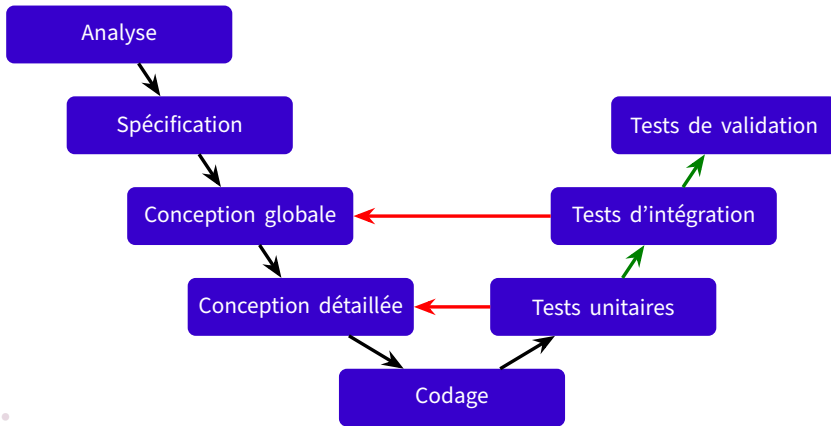 Analyse
Spécification
Tests de validation
Conception globale
Tests d’intégration
Conception détaillée
Tests unitaires
Codage